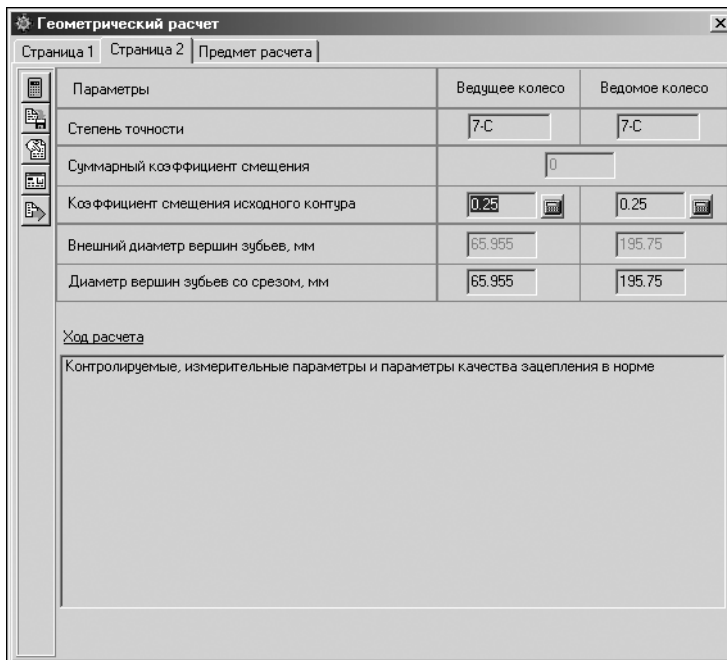 Геометрический расчет
Страница 1 Страница 2 Предмет расчета
Параметры Ведущее колесо Ведомое колесо
Степень точности 7-C 7-C
Суммарный коэффициент смещения 0
Коэффициент смещения исходного контура 0.25 0.25
Внешний диаметр вершин зубьев, мм 65.955 195.75
Диаметр вершин зубьев со срезом, мм 65.955 195.75
Ход расчета
Контролируемые, измерительные параметры и параметры качества зацепления в норме